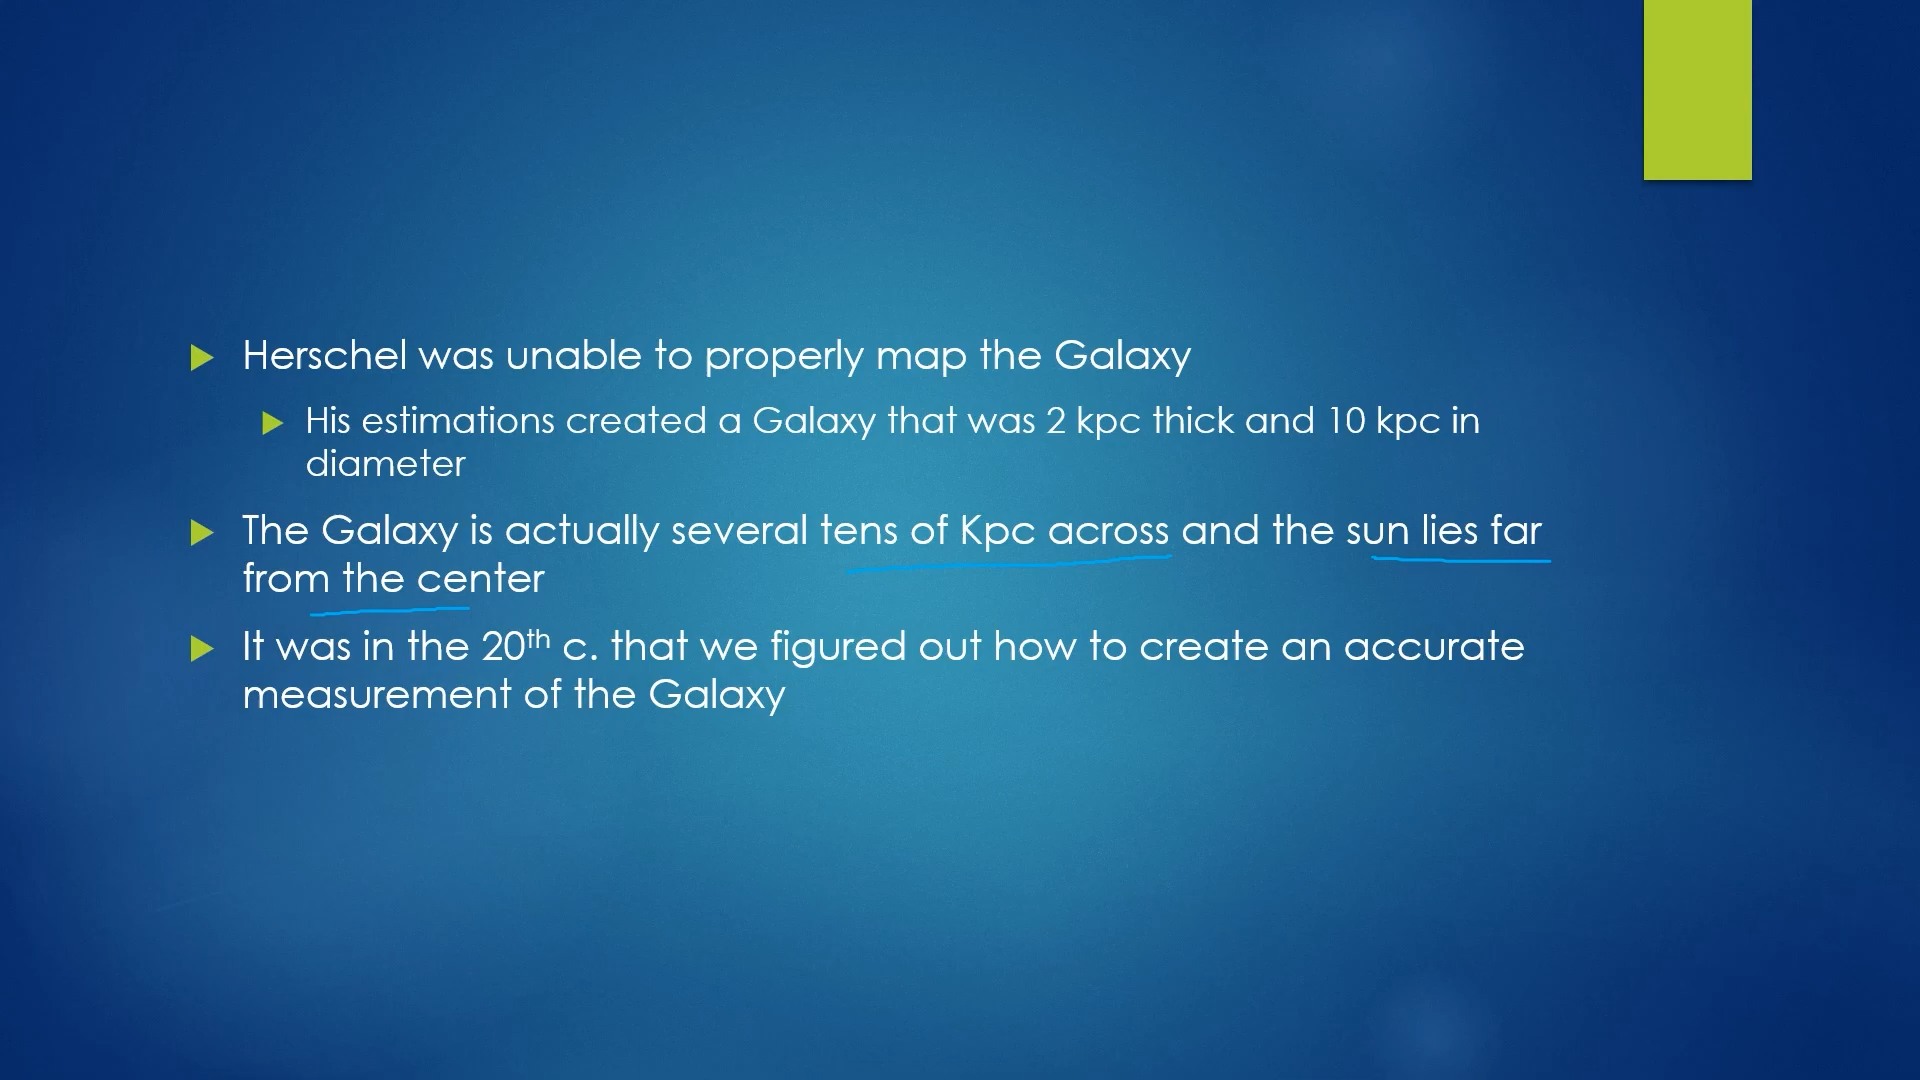 Herschel was unable to properly map the Galaxy
His estimations created a Galaxy that was 2 kpc thick and 10 kpc in
diameter
The Galaxy is actually several tens of Kpc across and the sun lies far
from the center
It was in the 20th c. that we figured out how to create an accurate
measurement of the Galaxy